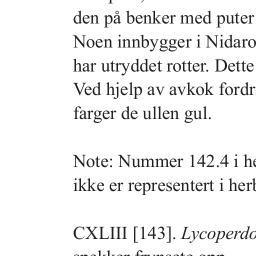 den på benker med puter
Noen innbygger i Nidaro
har utryddet rotter. Dette
Ved hjelp av avkok fordr
farger de ullen gul.
Note: Nummer 142.4 i he
ikke er representert i herb
CXLIII [143]. Lycoperdo